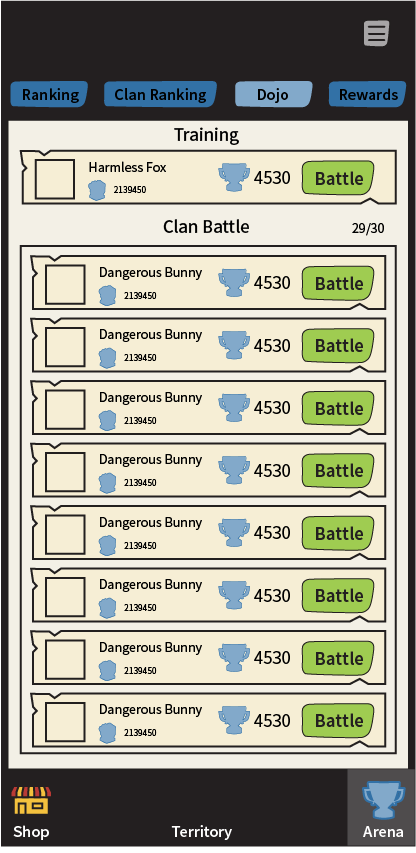 Ranking Clan Ranking Dojo Rewards
Training
Harmless Fox
2139450
4530 Battle
Clan Battle 29/30
Dangerous Bunny
2139450
4530 Battle
Dangerous Bunny
2139450
4530 Battle
Dangerous Bunny
2139450
4530 Battle
Dangerous Bunny
2139450
4530 Battle
Dangerous Bunny
2139450
4530 Battle
Dangerous Bunny
2139450
4530 Battle
Dangerous Bunny
2139450
4530 Battle
Dangerous Bunny
2139450
4530 Battle
Shop Territory Arena